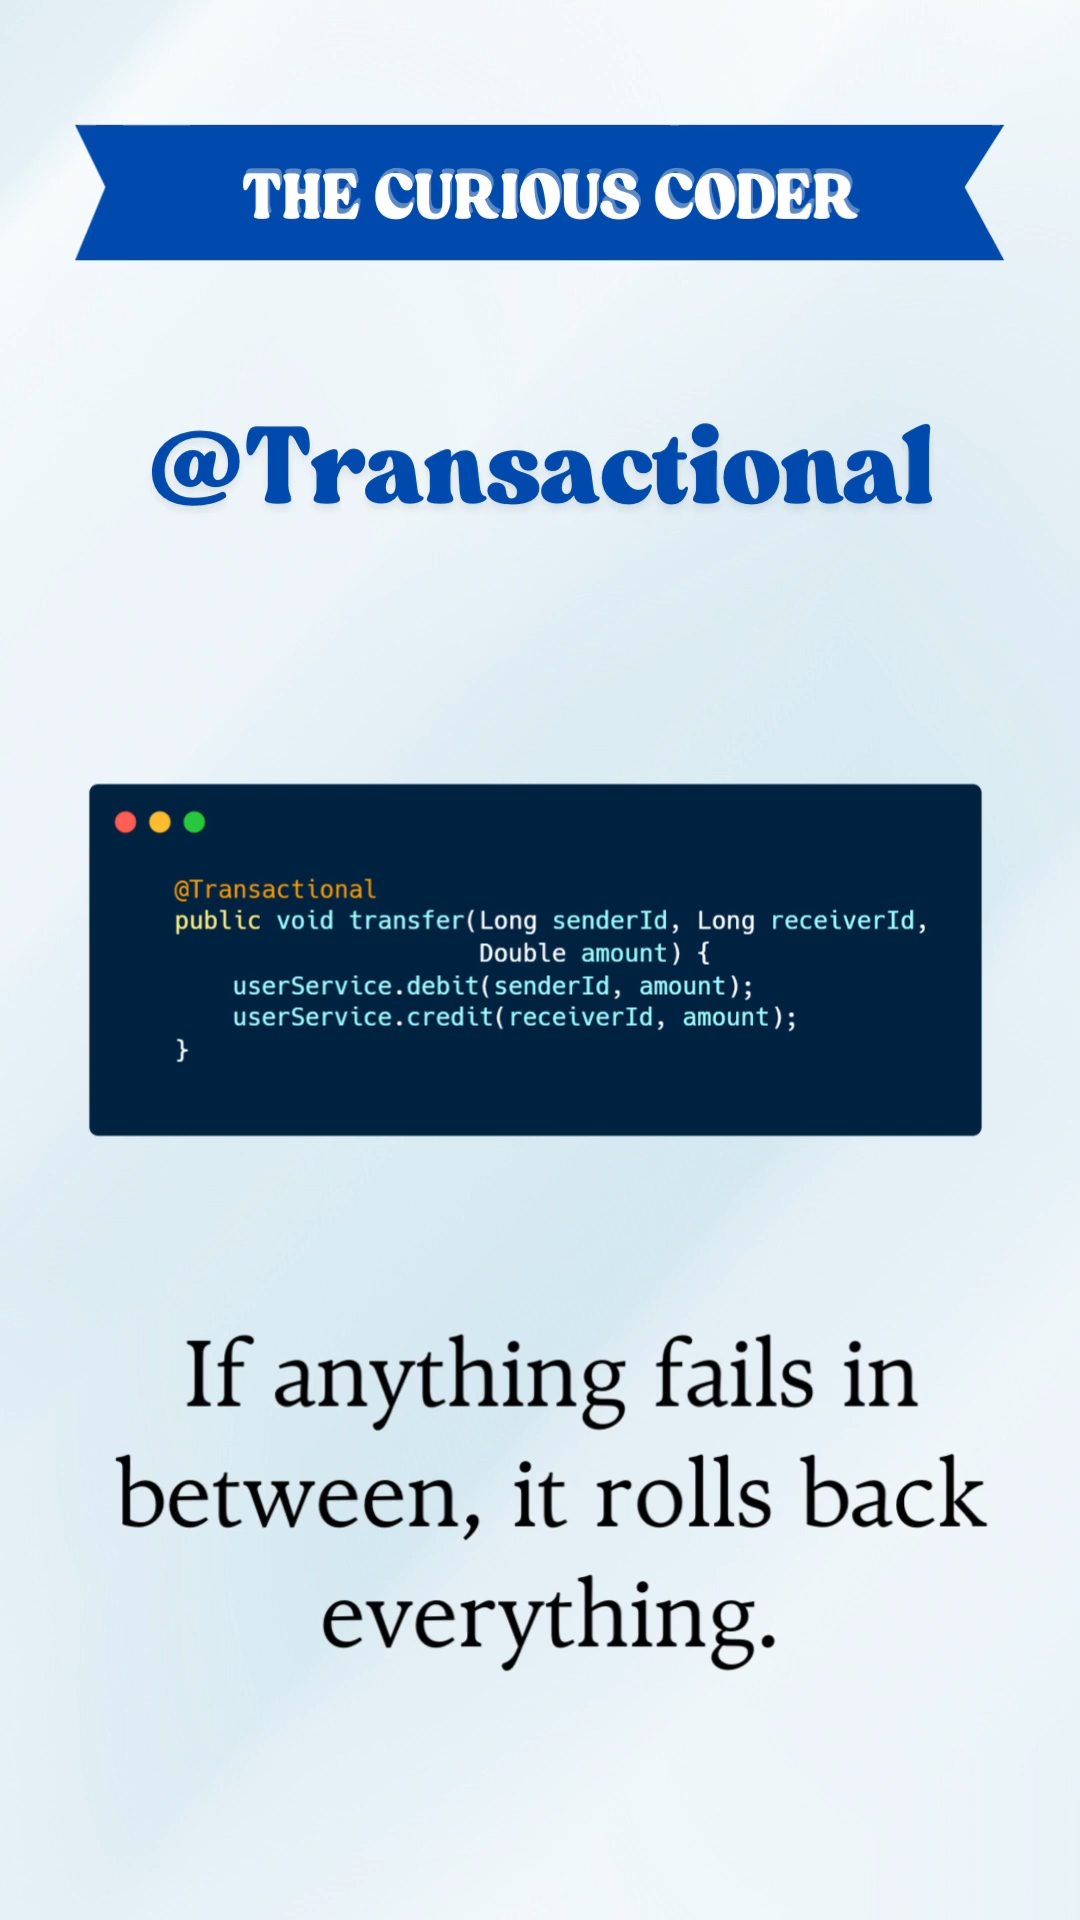 THE CURIOUS CODER
@Transactional
@Transactional
public void transfer(Long senderId, Long receiverId,
Double amount) {
userService.debit(senderId, amount);
userService.credit(receiverId, amount);
}
If anything fails in
between, it rolls back
everything.